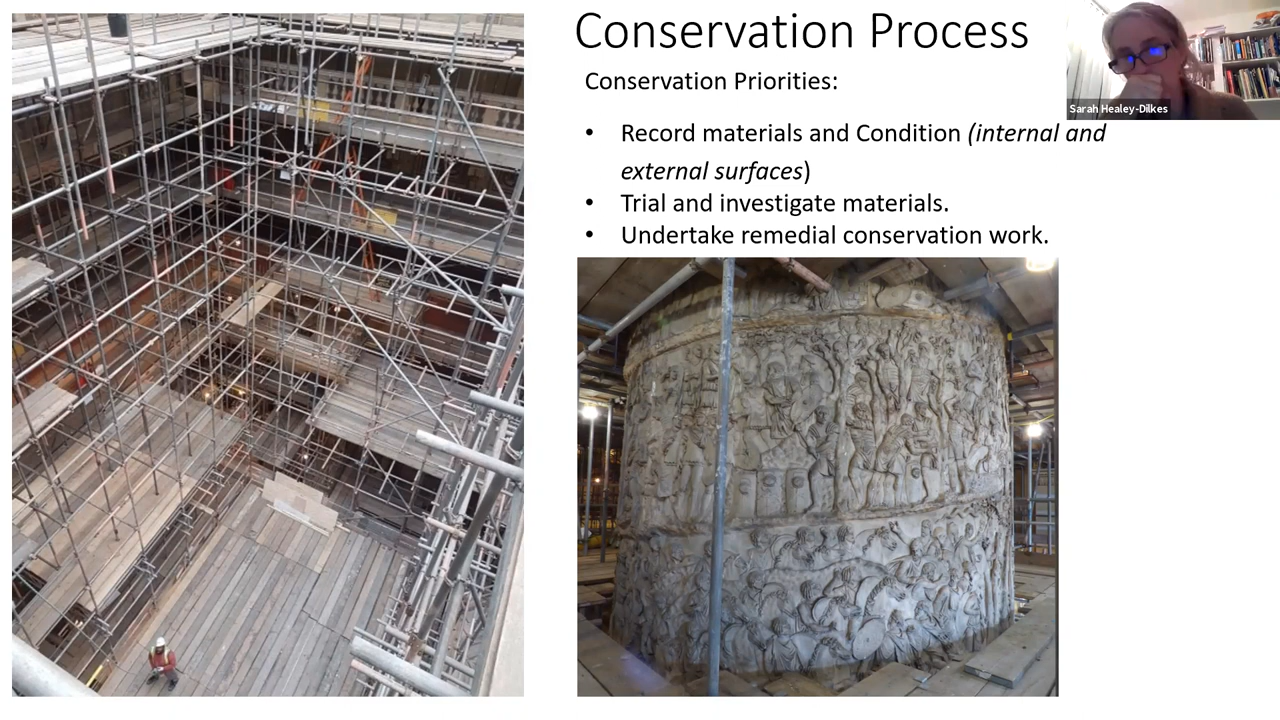 Conservation Process
Sarah Healey-Dilkes
Conservation Priorities:
• Record materials and Condition (internal and
external surfaces)
• Trial and investigate materials.
• Undertake remedial conservation work.